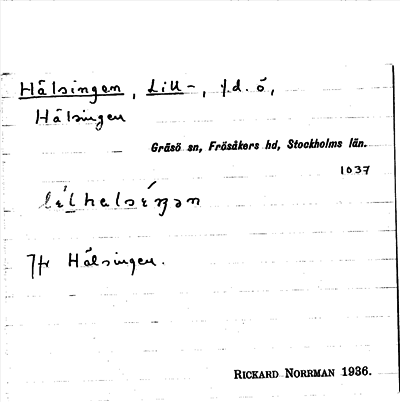 Hälsingen, Lill-, f.d. ö,
Hälsingen
Gräsö sn, Frösåkers hd, Stockholms län.
1037
Jfr Hälsingen.
RICKARD NORRMAN 1936.